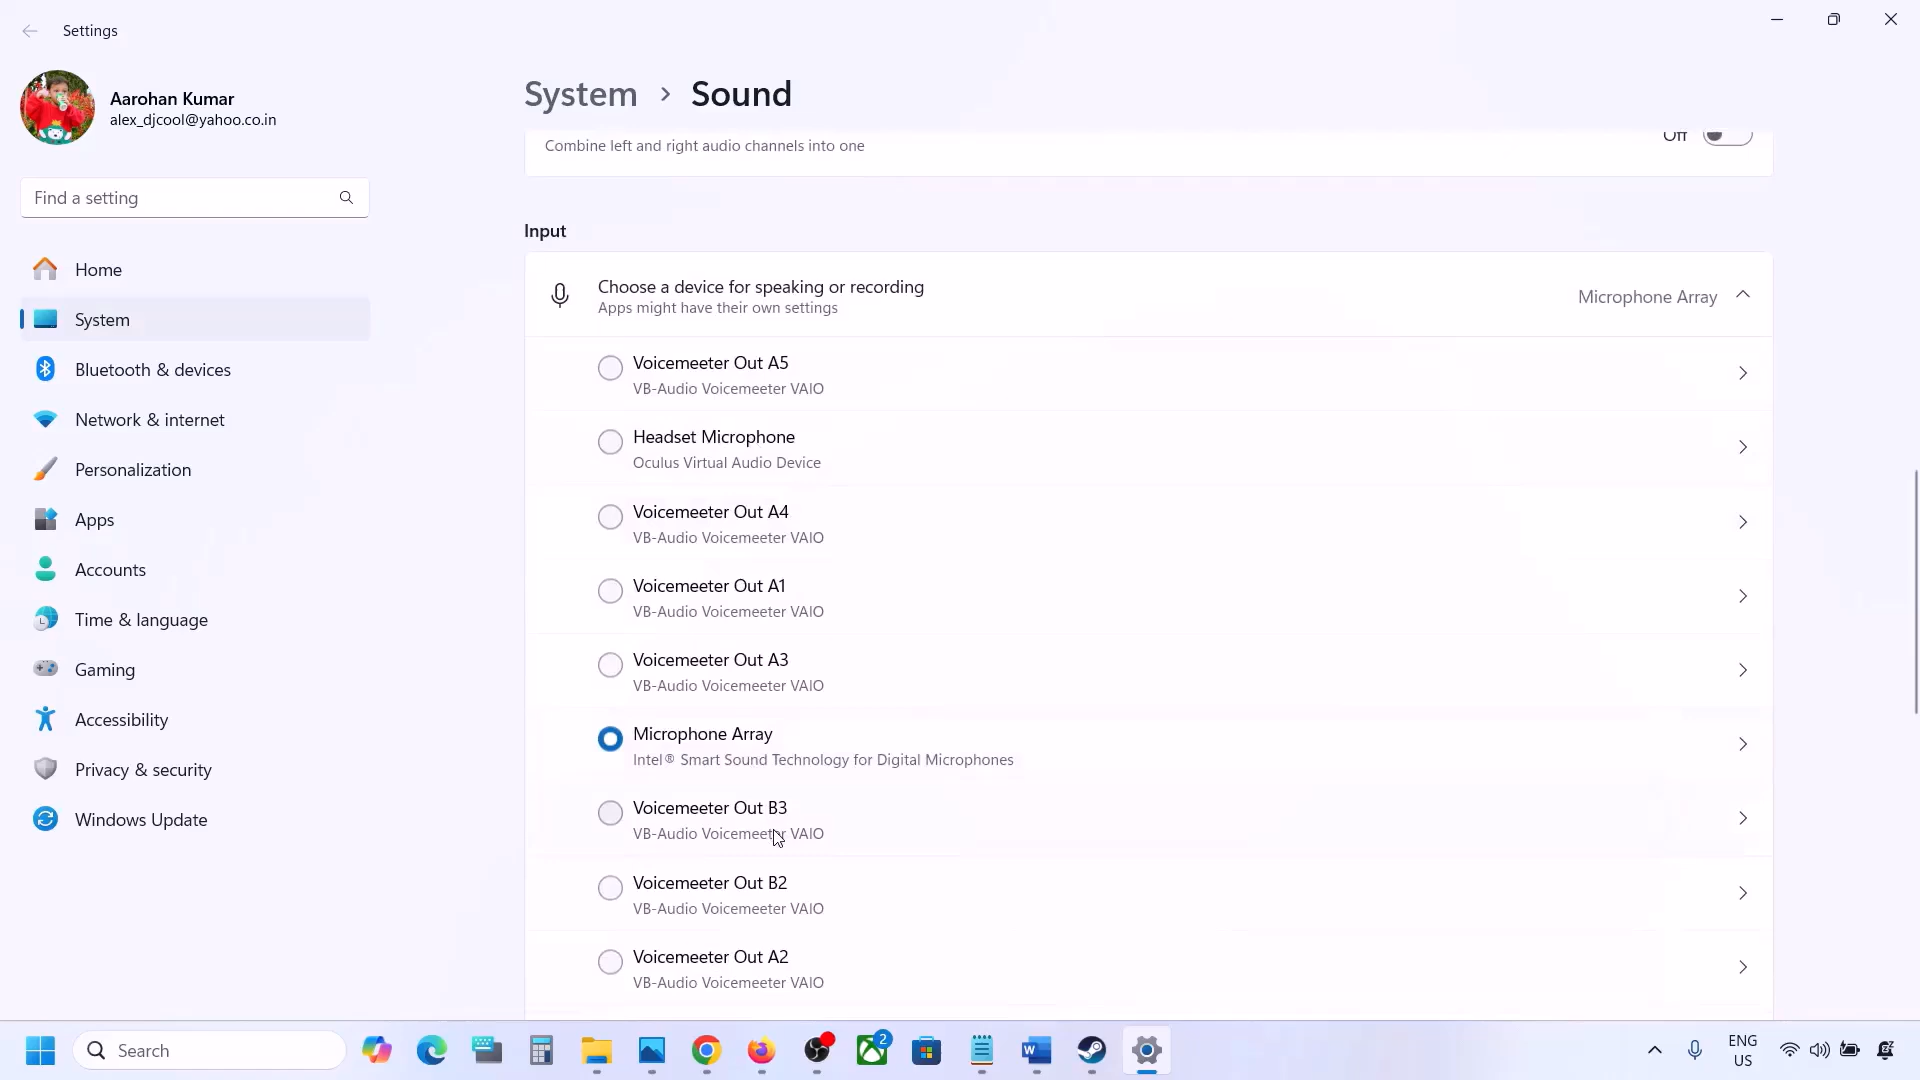 Settings
Aarohan Kumar
alex_djcool@yahoo.co.in
Find a setting
Home
System
Bluetooth & devices
Network & internet
Personalization
Apps
Accounts
Time & language
Gaming
Accessibility
Privacy & security
Windows Update
System > Sound
Combine left and right audio channels into one
Off
Input
Choose a device for speaking or recording
Apps might have their own settings
Microphone Array
Voicemeeter Out A5
VB-Audio Voicemeeter VAIO
Headset Microphone
Oculus Virtual Audio Device
Voicemeeter Out A4
VB-Audio Voicemeeter VAIO
Voicemeeter Out A1
VB-Audio Voicemeeter VAIO
Voicemeeter Out A3
VB-Audio Voicemeeter VAIO
Microphone Array
Intel® Smart Sound Technology for Digital Microphones
Voicemeeter Out B3
VB-Audio Voicemeeter VAIO
Voicemeeter Out B2
VB-Audio Voicemeeter VAIO
Voicemeeter Out A2
VB-Audio Voicemeeter VAIO
Search
2
ENG
US